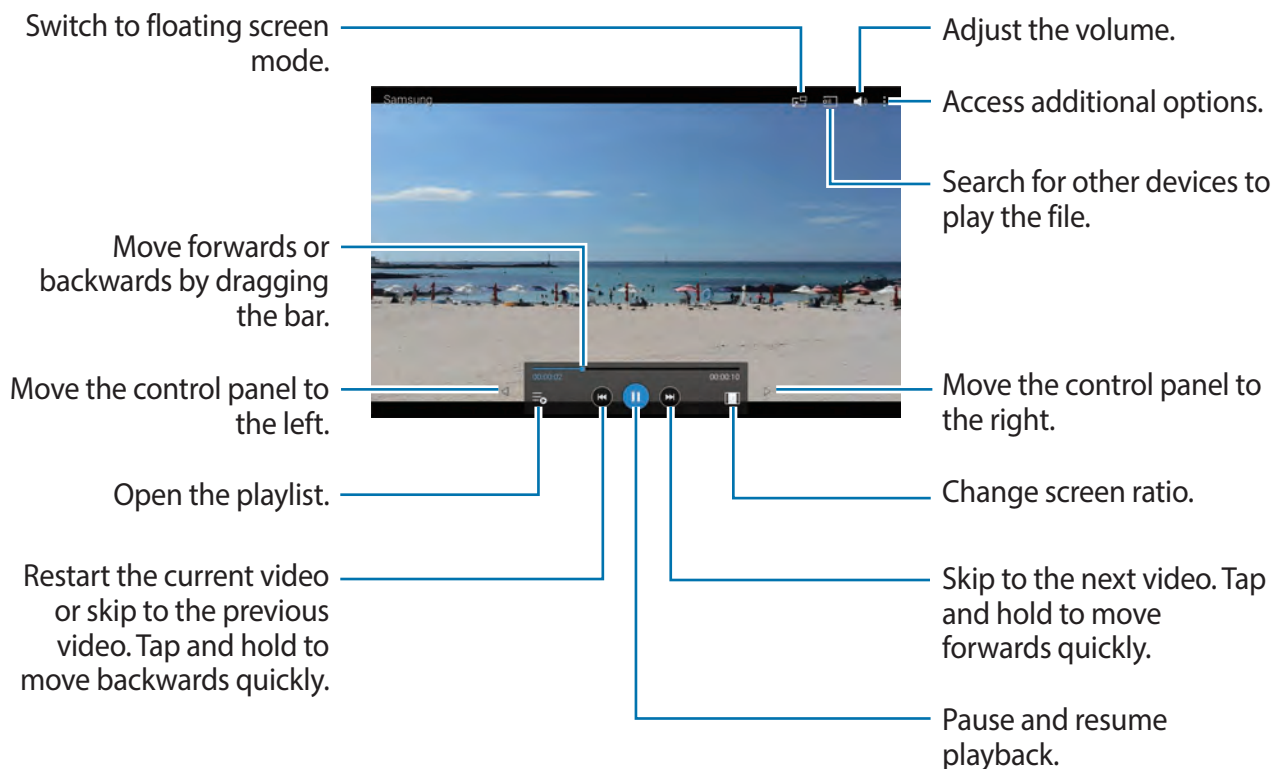 Switch to floating screen
mode.
Adjust the volume.
Samsung
Access additional options.
Search for other devices to
play the file.
Move forwards or
backwards by dragging
the bar.
00:00:02
00:00:10
Move the control panel to
the left.
Move the control panel to
the right.
Open the playlist.
Change screen ratio.
Restart the current video
or skip to the previous
video. Tap and hold to
move backwards quickly.
Skip to the next video. Tap
and hold to move
forwards quickly.
Pause and resume
playback.